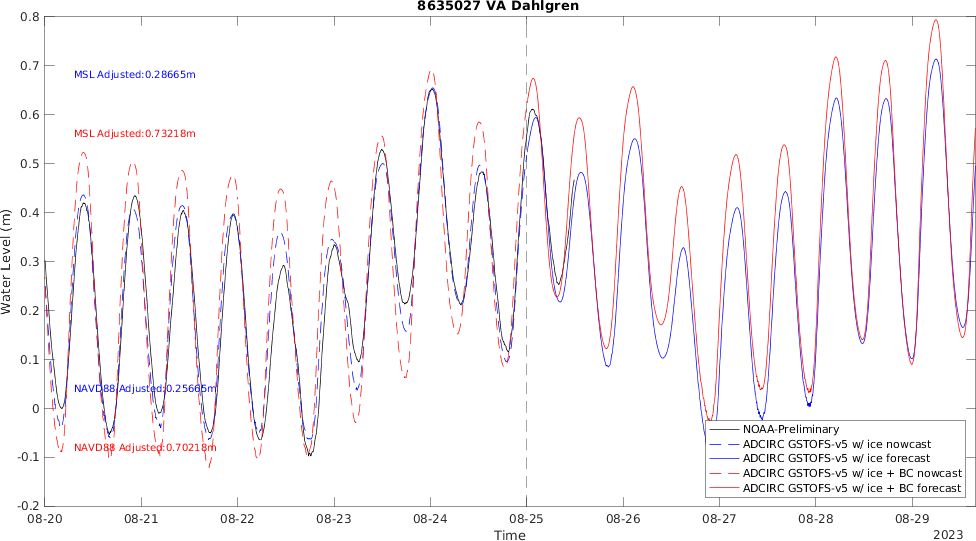 8635027 VA Dahlgren
0.8
0.7
0.6
0.5
0.4
0.3
0.2
0.1
0
-0.1
-0.2
Water Level (m)
MSL Adjusted:0.28665m
MSL Adjusted:0.73218m
NAVD88 Adjusted:0.25665m
NAVD88 Adjusted:0.70218m
NOAA-Preliminary
ADCIRC GSTOFS-v5 w/ ice nowcast
ADCIRC GSTOFS-v5 w/ ice forecast
ADCIRC GSTOFS-v5 w/ ice + BC nowcast
ADCIRC GSTOFS-v5 w/ ice + BC forecast
08-20 08-21 08-22 08-23 08-24 08-25 08-26 08-27 08-28 08-29
Time
2023